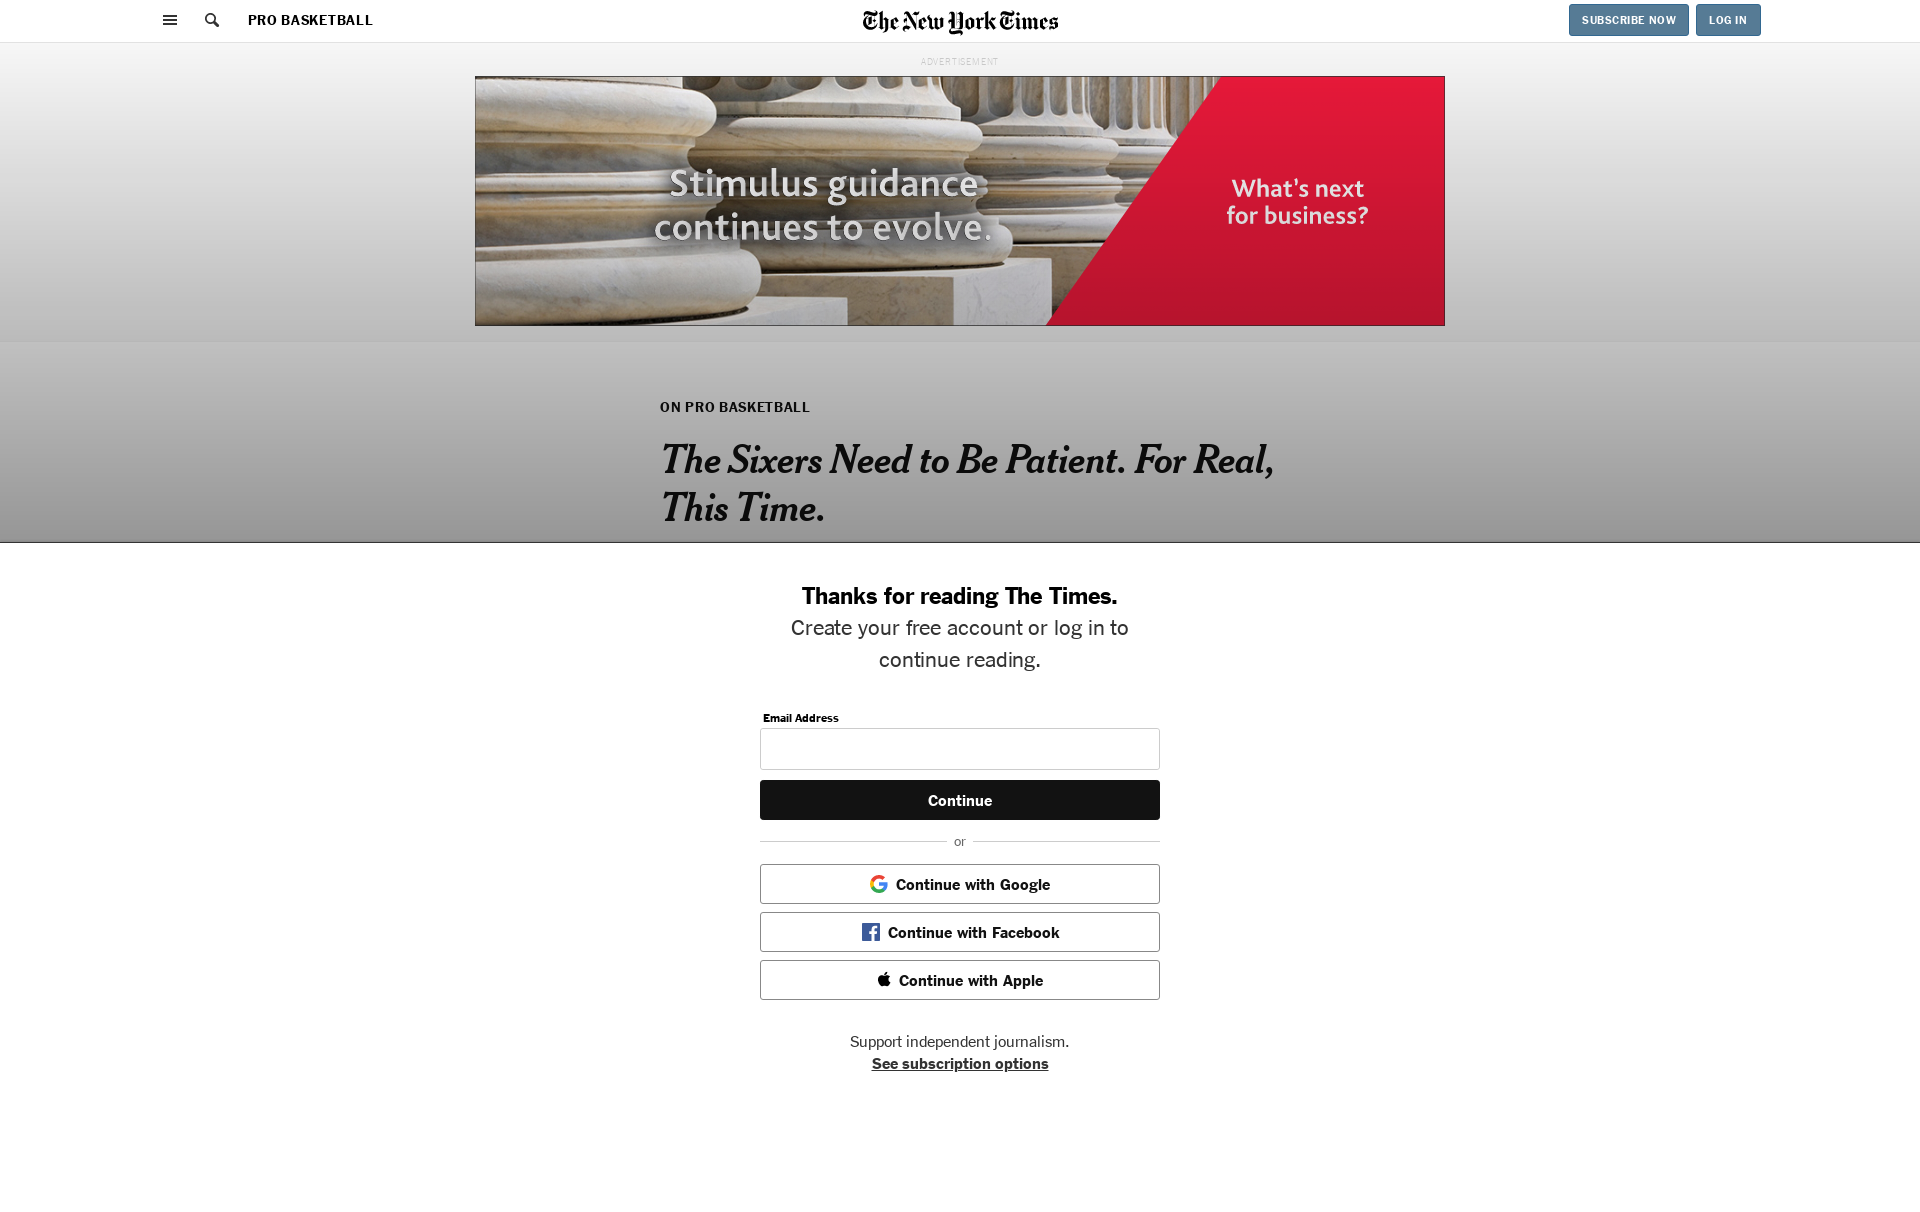 PRO BASKETBALL
The New York Times
SUBSCRIBE NOW
LOG IN
ADVERTISEMENT
Stimulus guidance
continues to evolve.
What's next
for business?
ON PRO BASKETBALL
The Sixers Need to Be Patient. For Real,
This Time.
Thanks for reading The Times.
Create your free account or log in to
continue reading.
Email Address
Continue
or
Continue with Google
Continue with Facebook
Continue with Apple
Support independent journalism.
See subscription options